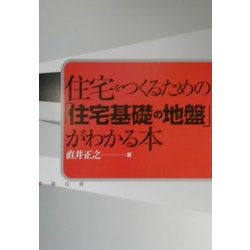 住宅をつくるための
「住宅基礎の地盤」
がわかる本
直井正之──著